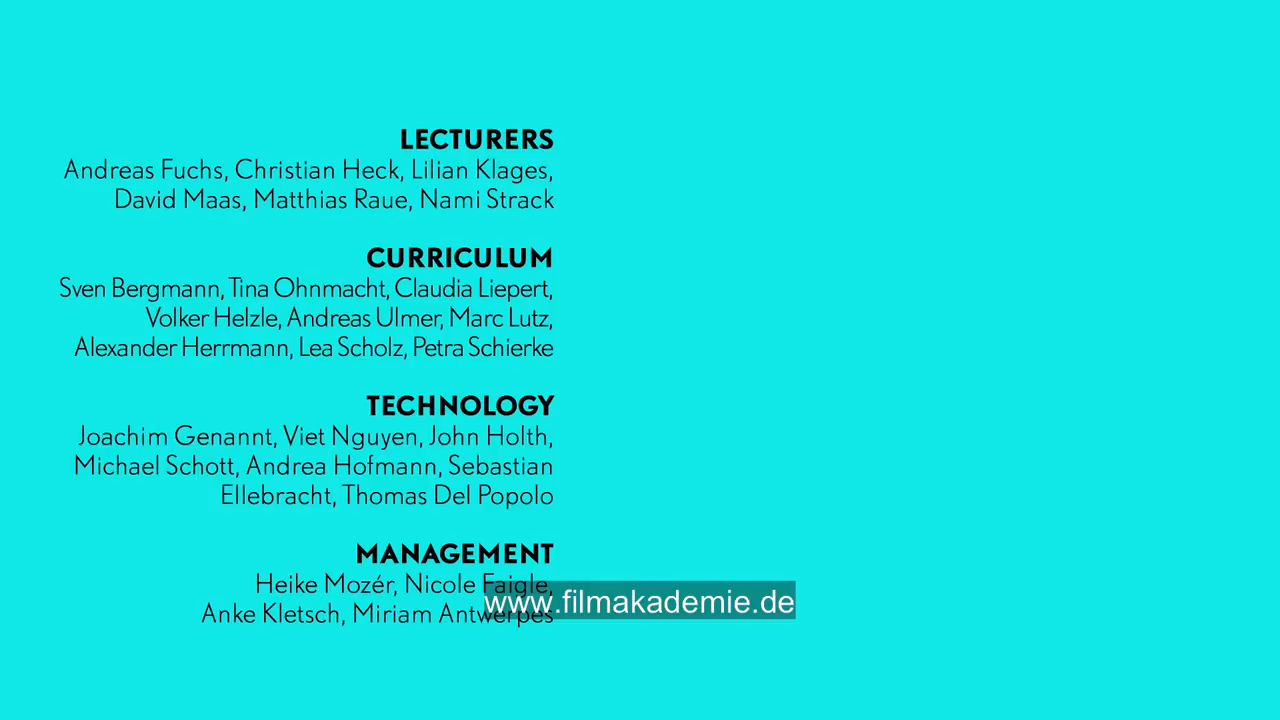 LECTURERS
Andreas Fuchs, Christian Heck, Lilian Klages,
David Maas, Matthias Raue, Nami Strack
CURRICULUM
Sven Bergmann, Tina Ohnmacht, Claudia Liepert,
Volker Helzle, Andreas Ulmer, Marc Lutz,
Alexander Herrmann, Lea Scholz, Petra Schierke
TECHNOLOGY
Joachim Genannt, Viet Nguyen, John Holth,
Michael Schott, Andrea Hofmann, Sebastian
Ellebracht, Thomas Del Popolo
MANAGEMENT
Heike Mozér, Nicole Faigle,
Anke Kletsch, Miriam Antwerpes
www.filmakademie.de